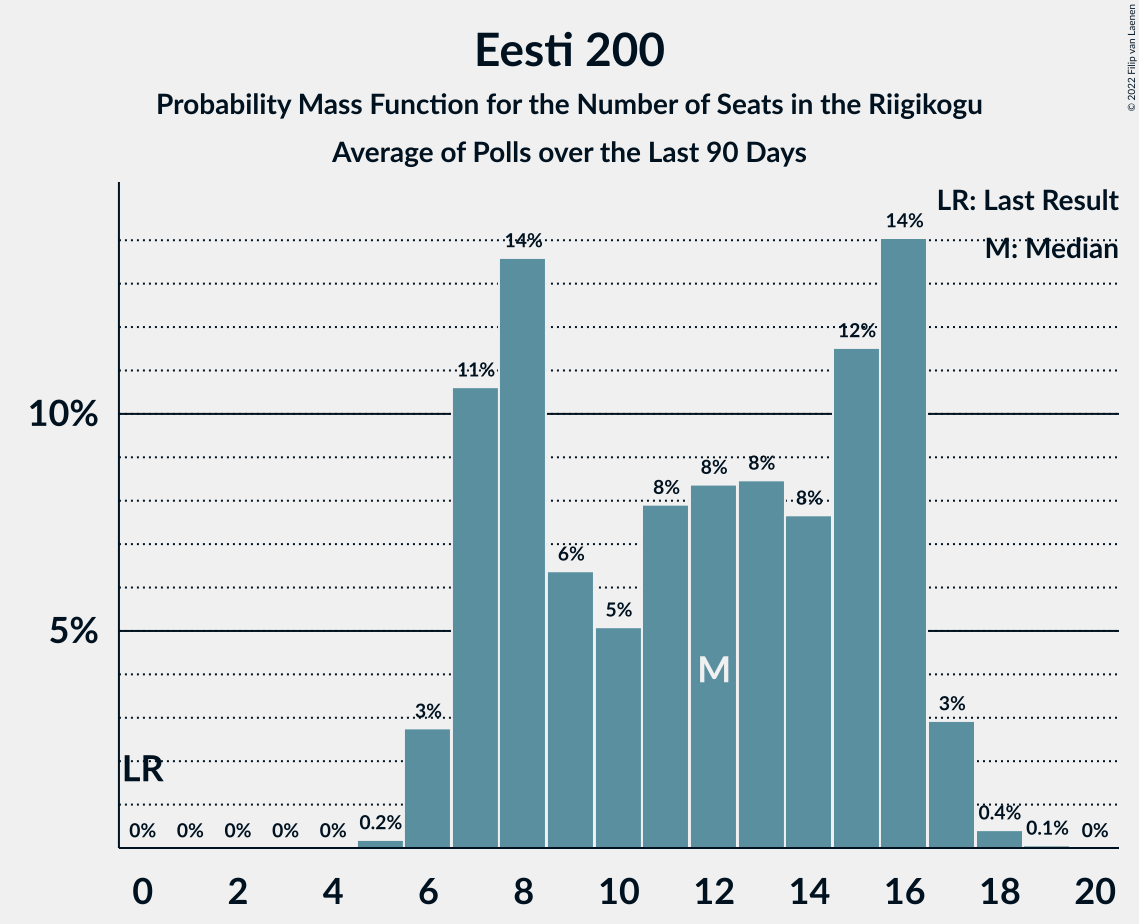 Eesti 200
Probability Mass Function for the Number of Seats in the Riigikogu
Average of Polls over the Last 90 Days
© 2022 Filip van Laenen
LR: Last Result
M: Median
10%
5%
LR
M
0% 0% 0% 0% 0% 0.2% 3% 11% 14% 6% 5% 8% 8% 8% 8% 12% 14% 3% 0.4% 0.1% 0%
0 2 4 6 8 10 12 14 16 18 20